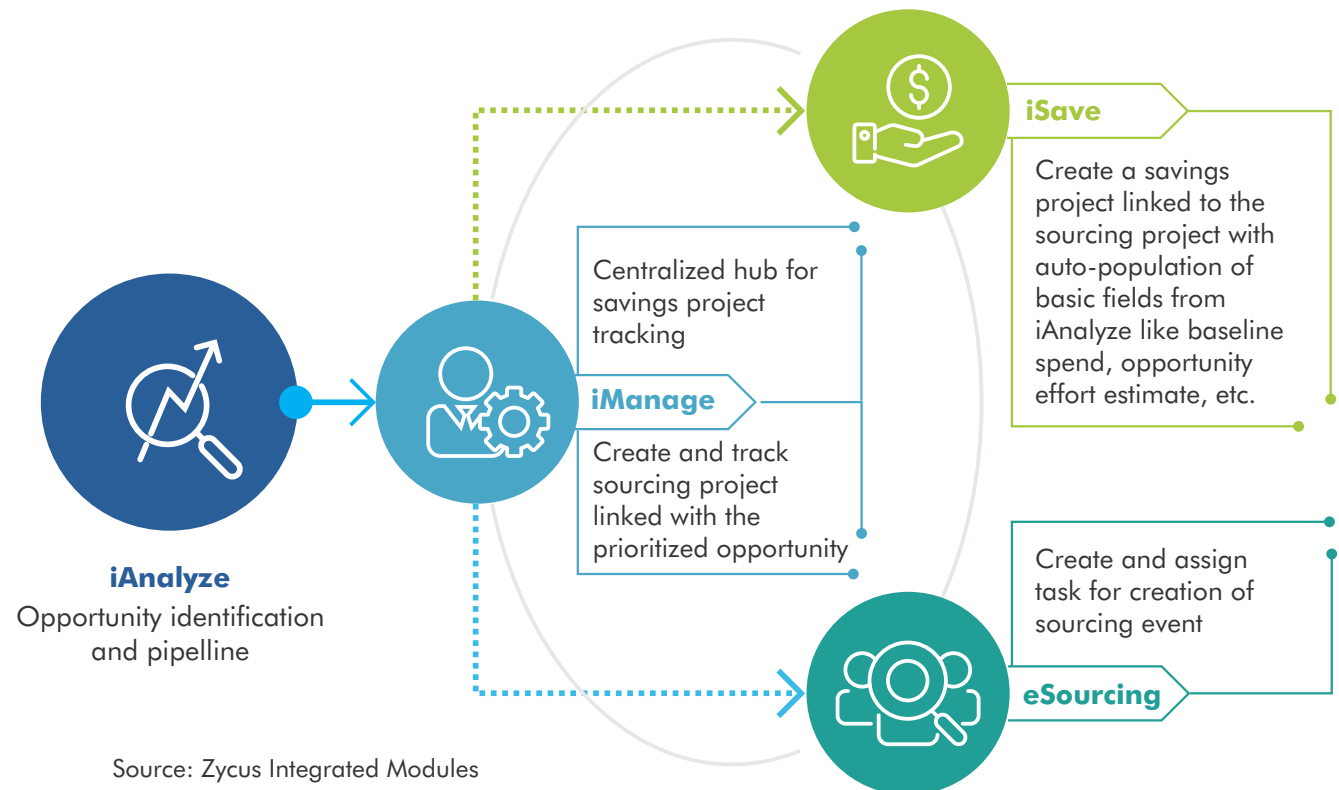 iAnalyze
Opportunity identification
and pipelline
Centralized hub for
savings project
tracking
iManage
Create and track
sourcing project
linked with the
prioritized opportunity
$
iSave
Create a savings
project linked to the
sourcing project with
auto-population of
basic fields from
iAnalyze like baseline
spend, opportunity
effort estimate, etc.
Create and assign
task for creation of
sourcing event
eSourcing
Source: Zycus Integrated Modules